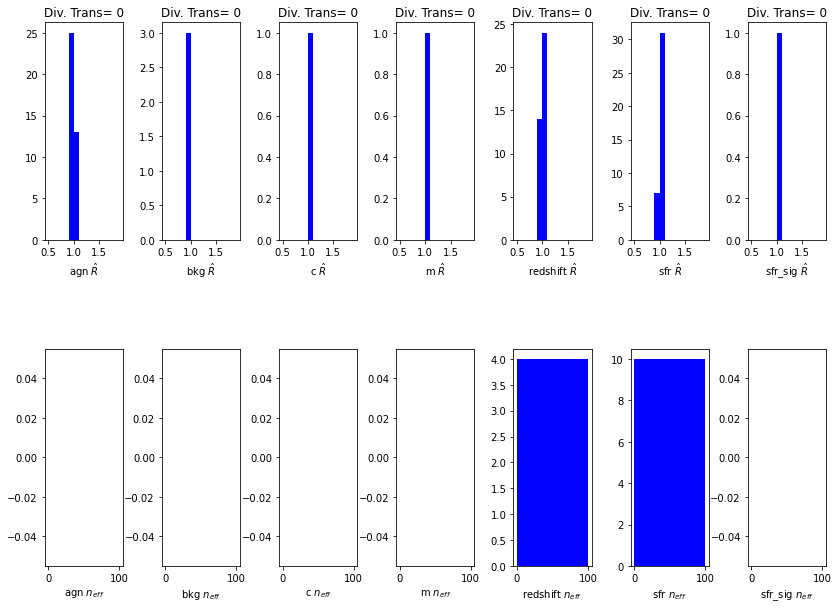 Div. Trans= 0 Div. Trans= 0 Div. Trans= 0 Div. Trans= 0 Div. Trans= 0 Div. Trans= 0 Div. Trans= 0
25 20 15 10 5 0
0.5 1.0 1.5
agn R̂
3.0 2.5 2.0 1.5 1.0 0.5 0.0
0.5 1.0 1.5
bkg R̂
1.0 0.8 0.6 0.4 0.2 0.0
0.5 1.0 1.5
c R̂
1.0 0.8 0.6 0.4 0.2 0.0
0.5 1.0 1.5
m R̂
25 20 15 10 5 0
0.5 1.0 1.5
redshift R̂
30 25 20 15 10 5 0
0.5 1.0 1.5
sfr R̂
1.0 0.8 0.6 0.4 0.2 0.0
0.5 1.0 1.5
sfr_sig R̂
0.04 0.02 0.00 −0.02 −0.04
0 100
agn n_eff
0.04 0.02 0.00 −0.02 −0.04
0 100
bkg n_eff
0.04 0.02 0.00 −0.02 −0.04
0 100
c n_eff
0.04 0.02 0.00 −0.02 −0.04
0 100
m n_eff
4.0 3.5 3.0 2.5 2.0 1.5 1.0 0.5 0.0
0 100
redshift n_eff
10 8 6 4 2 0
0 100
sfr n_eff
0.04 0.02 0.00 −0.02 −0.04
0 100
sfr_sig n_eff